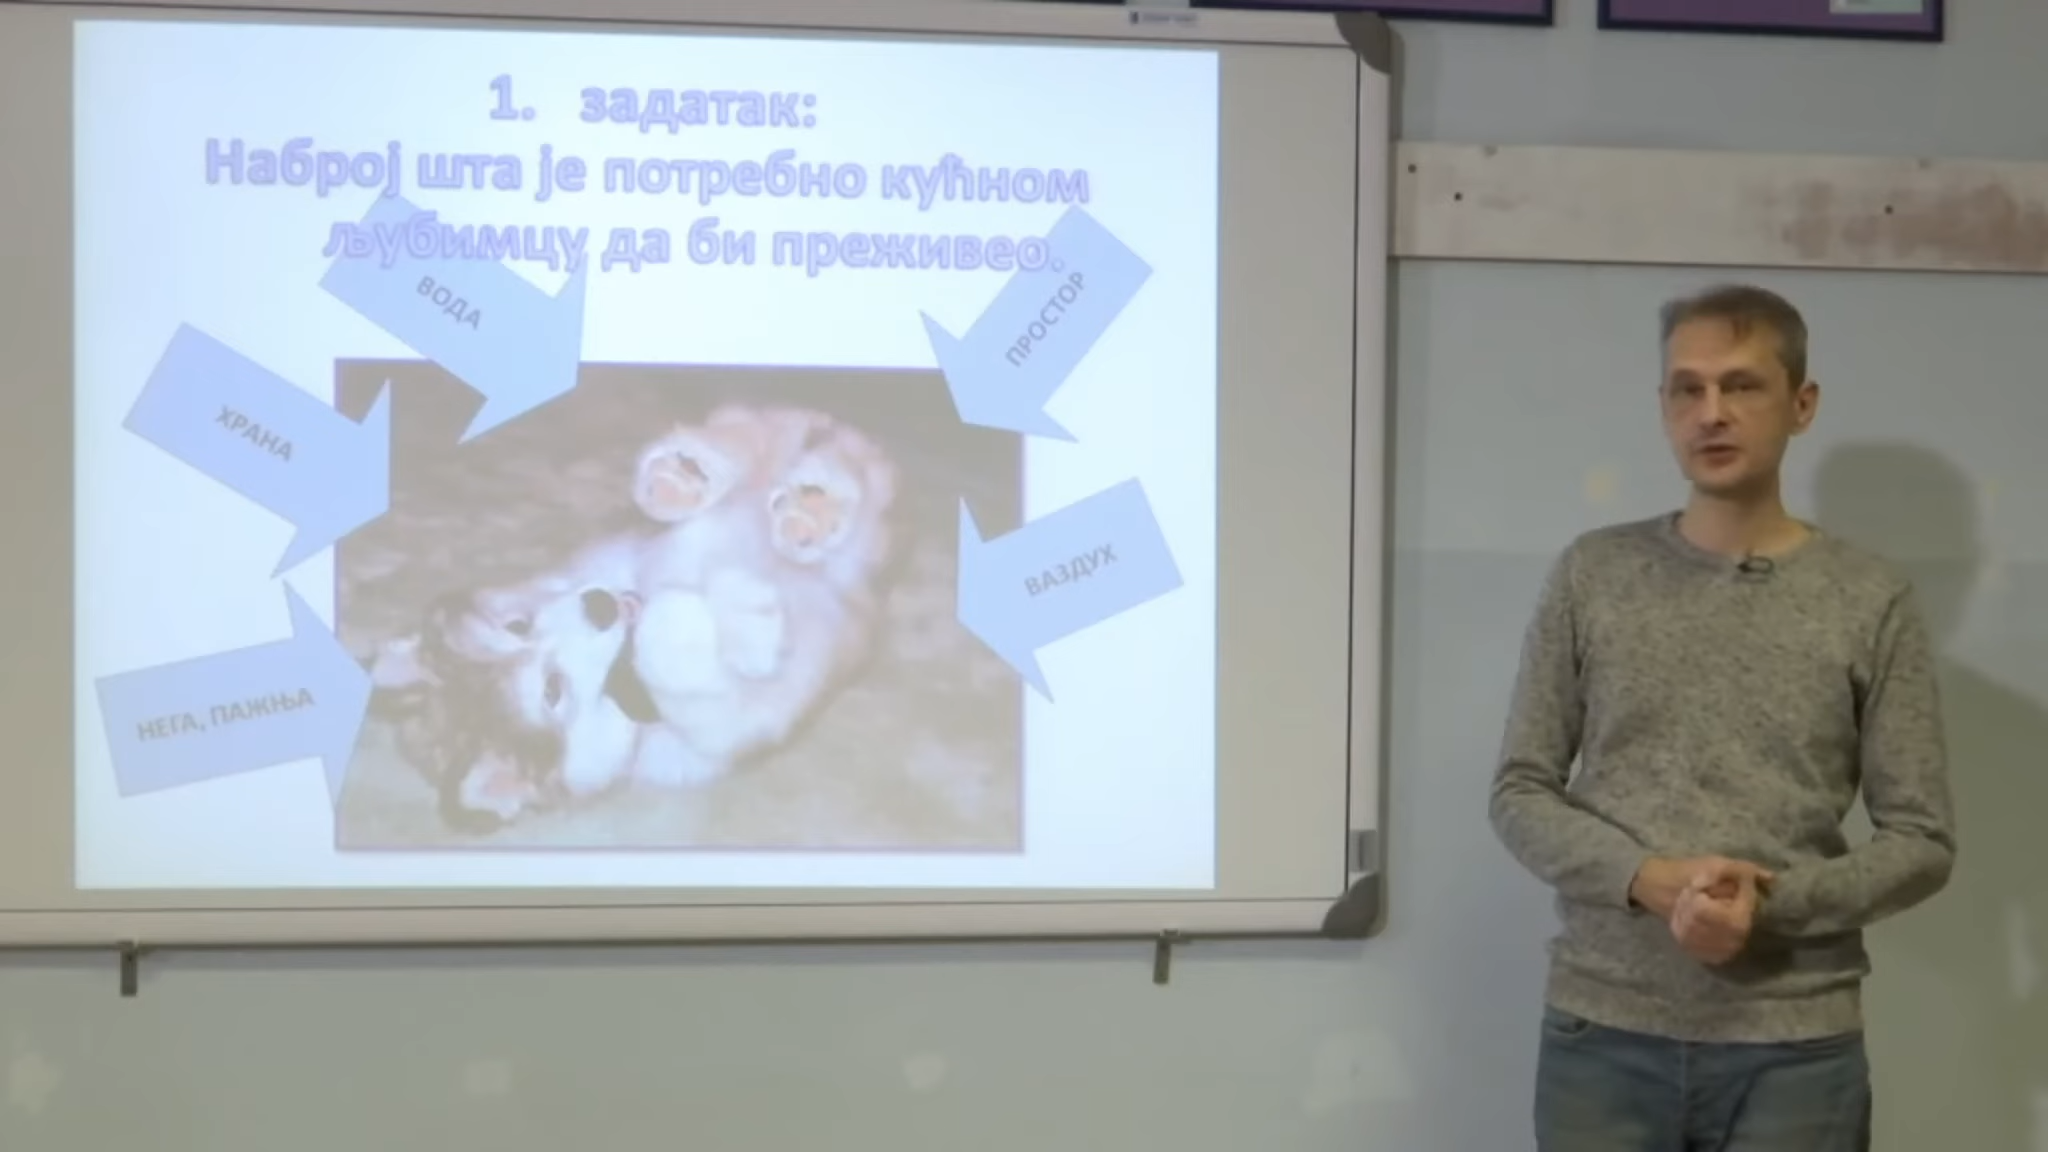 1. задатак:
Наброј шта је потребно кућном
љубимцу да би преживео.
ВОДА
ПРОСТОР
ХРАНА
ВАЗДУХ
НЕГА, ПАЖЊА